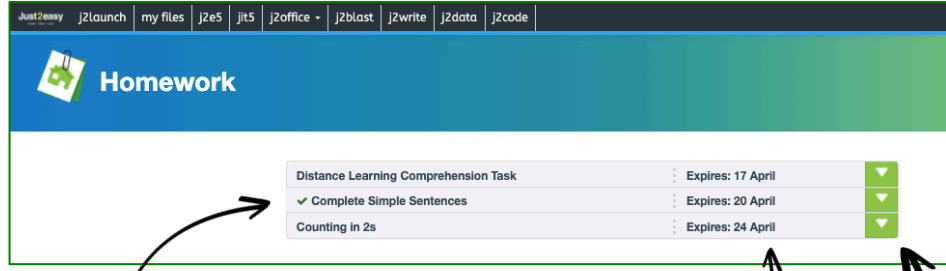 Just2easy j2launch my files j2e5 jit5 j2office j2blast j2write j2data j2code
Homework
Distance Learning Comprehension Task Expires: 17 April
✓ Complete Simple Sentences Expires: 20 April
Counting in 2s Expires: 24 April